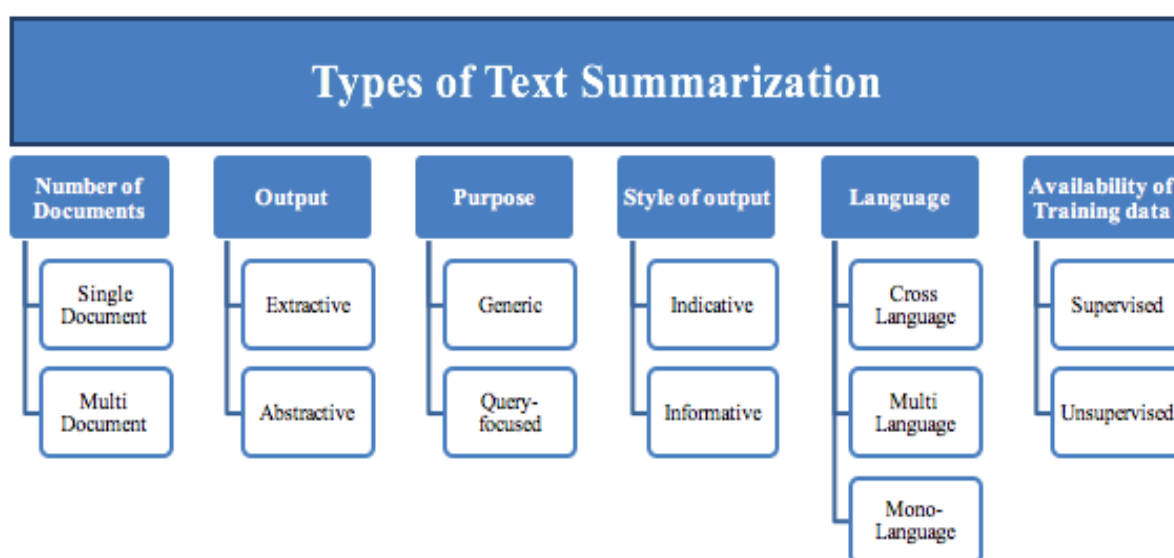 Types of Text Summarization
Number of
Documents
Output
Purpose
Style of output
Language
Availability of
Training data
Single
Document
Extractive
Generic
Indicative
Cross
Language
Supervised
Multi
Document
Abstractive
Query-
focused
Informative
Multi
Language
Unsupervised
Mono-
Language